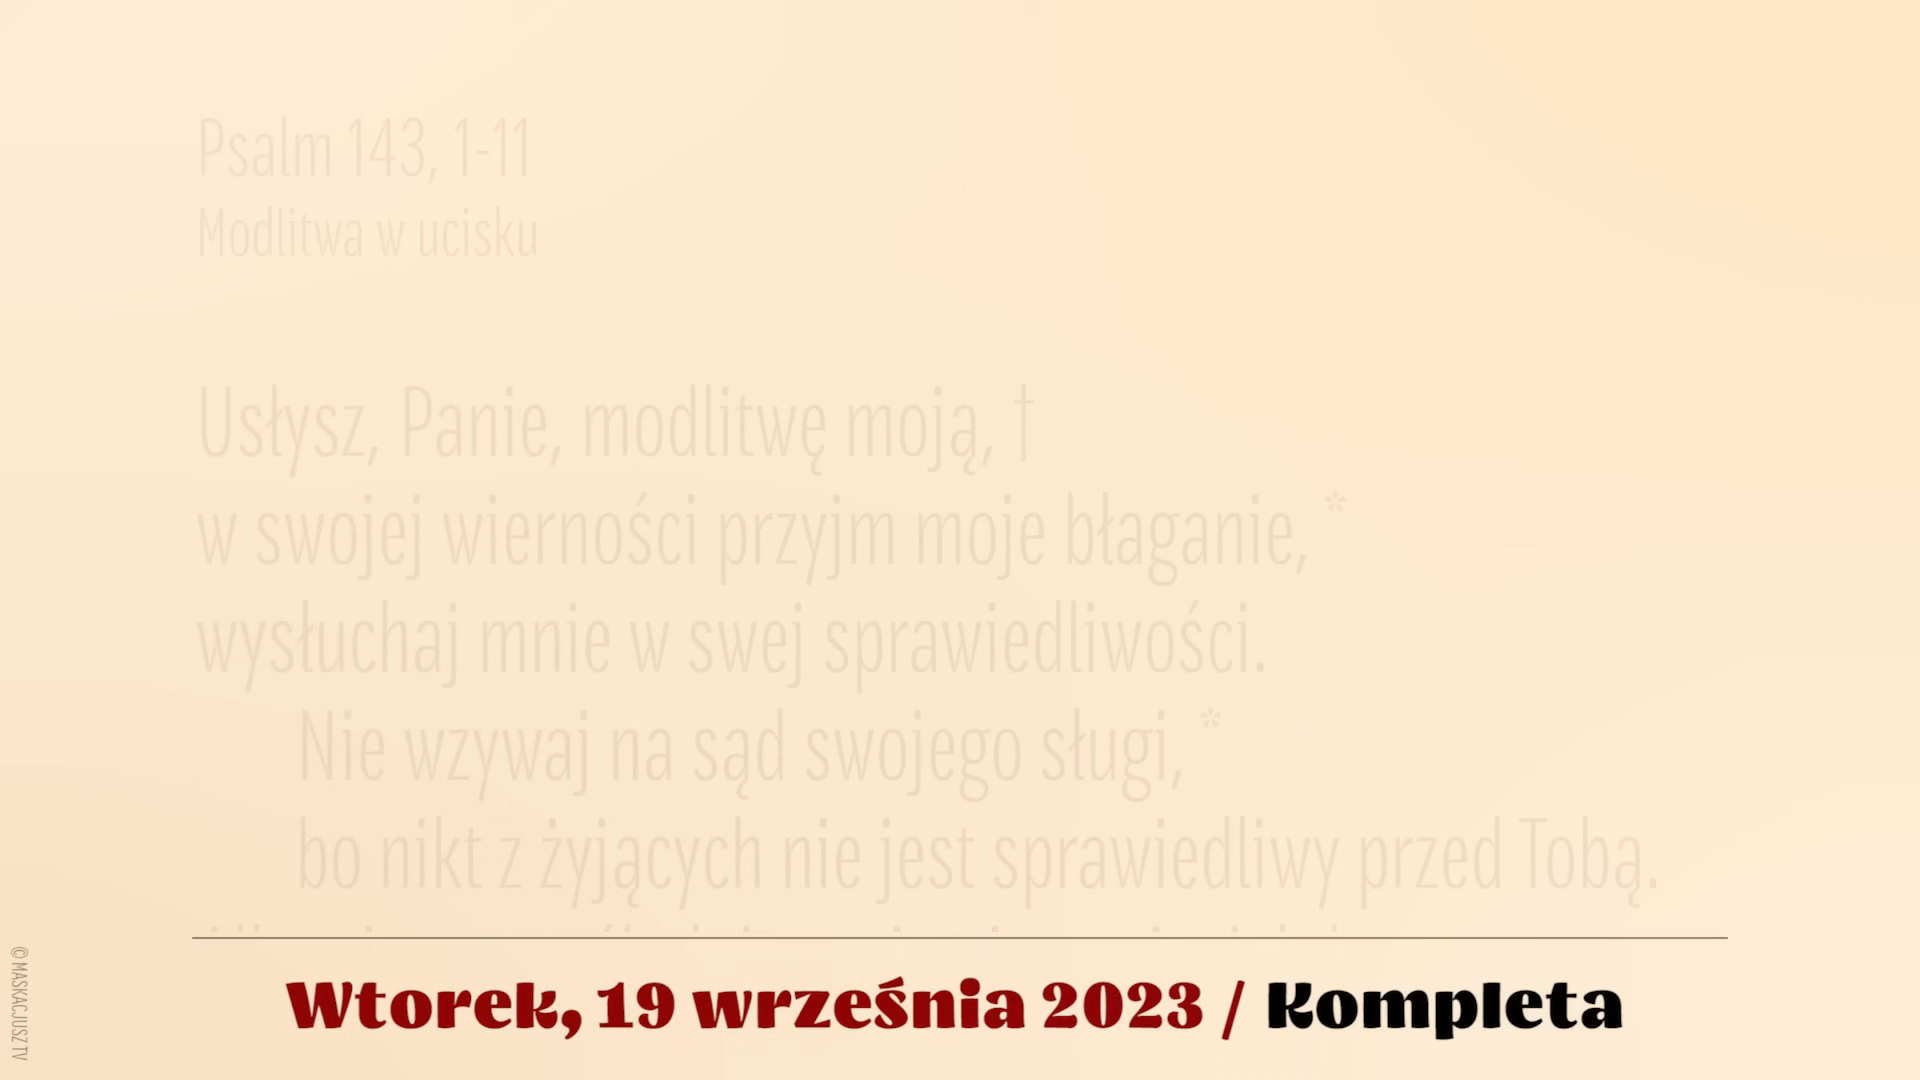 Psalm 143, 1-11
Modlitwa w ucisku
Usłysz, Panie, modlitwę moją, †
w swojej wierności przyjm moje błaganie, *
wysłuchaj mnie w swej sprawiedliwości.
Nie wzywaj na sąd swojego sługi, *
bo nikt z żyjących nie jest sprawiedliwy przed Tobą.
Wtorek, 19 września 2023 / Kompleta
© MASKACJUSZ TV